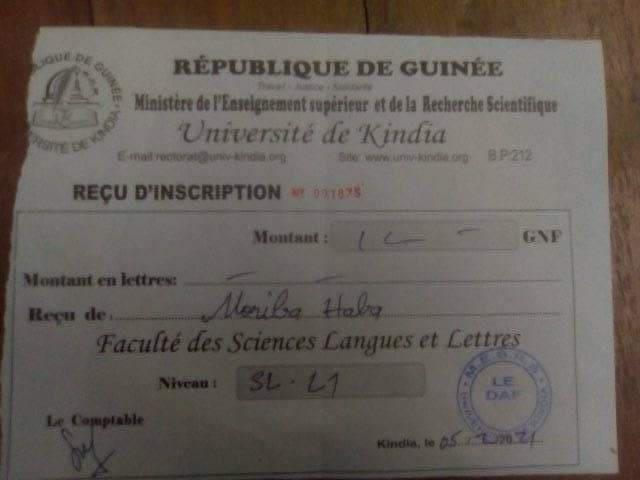 RÉPUBLIQUE DE GUINÉE
Travail - Justice - Solidarité
Ministère de l'Enseignement supérieur et de la Recherche Scientifique
Université de Kindia
E-mail:rectorat@univ-kindia.org Site: www.univ-kindia.org B.P:212
REÇU D'INSCRIPTION
Montant : GNF
Montant en lettres:
Reçu de : Moriba Haba
Faculté des Sciences Langues et Lettres
Niveau : SL - L1
LE DAF
Le Comptable
Kindia, le 05